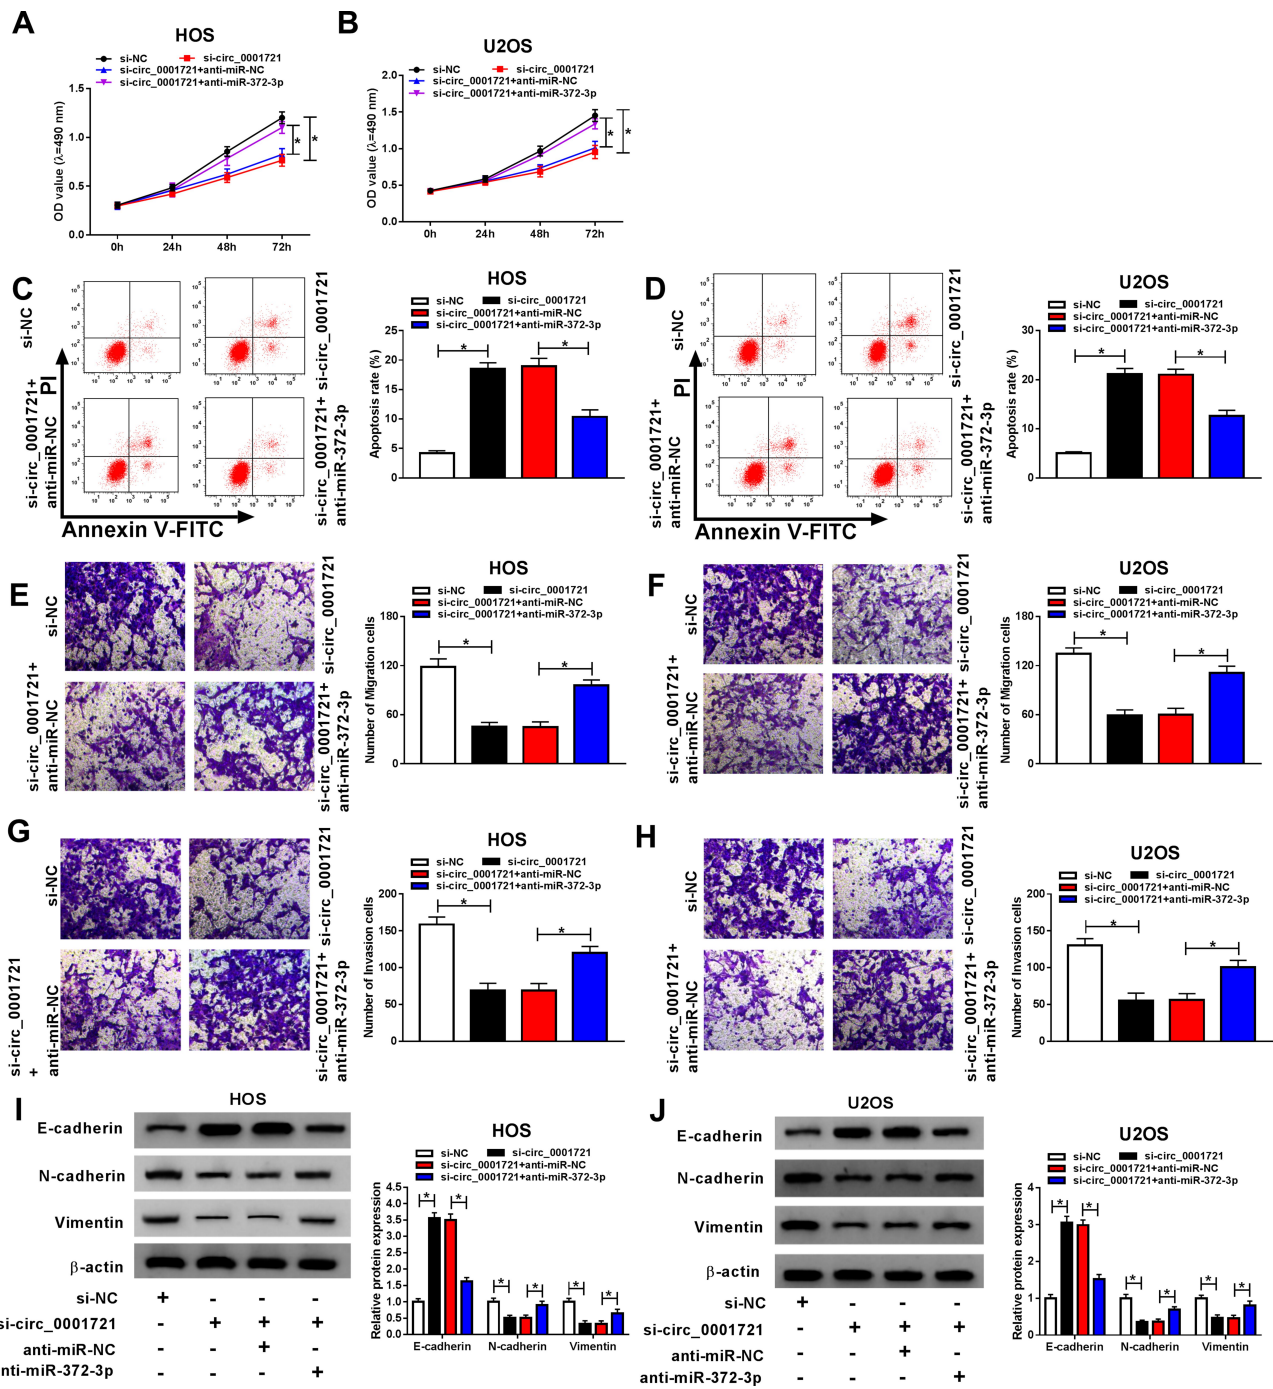 A
HOS
si-NC
si-circ_0001721
si-circ_0001721+anti-miR-NC
si-circ_0001721+anti-miR-372-3p
OD value (λ=490 nm)
1.5
1.0
0.5
0.0
0h
24h
48h
72h
*
*
B
U2OS
si-NC
si-circ_0001721
si-circ_0001721+anti-miR-NC
si-circ_0001721+anti-miR-372-3p
OD value (λ=490 nm)
2.0
1.5
1.0
0.5
0.0
0h
24h
48h
72h
*
*
C
si-NC
si-circ_0001721
si-circ_0001721+
anti-miR-NC
si-circ_0001721+
anti-miR-372-3p
PI
Annexin V-FITC
HOS
si-NC
si-circ_0001721
si-circ_0001721+anti-miR-NC
si-circ_0001721+anti-miR-372-3p
Apoptosis rate (%)
25
20
15
10
5
0
*
*
D
si-NC
si-circ_0001721
si-circ_0001721+
anti-miR-NC
si-circ_0001721+
anti-miR-372-3p
PI
Annexin V-FITC
U2OS
si-NC
si-circ_0001721
si-circ_0001721+anti-miR-NC
si-circ_0001721+anti-miR-372-3p
Apoptosis rate (%)
30
20
10
0
*
*
E
si-NC
si-circ_0001721
si-circ_0001721+
anti-miR-NC
si-circ_0001721+
anti-miR-372-3p
HOS
si-NC
si-circ_0001721
si-circ_0001721+anti-miR-NC
si-circ_0001721+anti-miR-372-3p
Number of Migration cells
180
120
60
0
*
*
F
si-NC
si-circ_0001721
si-circ_0001721+
anti-miR-NC
si-circ_0001721+
anti-miR-372-3p
U2OS
si-NC
si-circ_0001721
si-circ_0001721+anti-miR-NC
si-circ_0001721+anti-miR-372-3p
Number of Migration cells
180
120
60
0
*
*
G
si-NC
si-circ_0001721
si-circ_0001721
+
anti-miR-NC
si-circ_0001721+
anti-miR-372-3p
HOS
si-NC
si-circ_0001721
si-circ_0001721+anti-miR-NC
si-circ_0001721+anti-miR-372-3p
Number of Invasion cells
200
150
100
50
0
*
*
H
si-NC
si-circ_0001721
si-circ_0001721+
anti-miR-NC
si-circ_0001721+
anti-miR-372-3p
U2OS
si-NC
si-circ_0001721
si-circ_0001721+anti-miR-NC
si-circ_0001721+anti-miR-372-3p
Number of Invasion cells
200
150
100
50
0
*
*
I
HOS
E-cadherin
N-cadherin
Vimentin
β-actin
si-NC + - - -
si-circ_0001721 - + + +
anti-miR-NC - - + -
anti-miR-372-3p - - - +
HOS
si-NC
si-circ_0001721
si-circ_0001721+anti-miR-NC
si-circ_0001721+anti-miR-372-3p
Relative protein expression
4.5
4.0
3.5
3.0
2.5
2.0
1.5
1.0
0.5
0.0
* * * * * *
E-cadherin N-cadherin Vimentin
J
U2OS
E-cadherin
N-cadherin
Vimentin
β-actin
si-NC + - - -
si-circ_0001721 - + + +
anti-miR-NC - - + -
anti-miR-372-3p - - - +
U2OS
si-NC
si-circ_0001721
si-circ_0001721+anti-miR-NC
si-circ_0001721+anti-miR-372-3p
Relative protein expression
4
3
2
1
0
* * * * * *
E-cadherin N-cadherin Vimentin